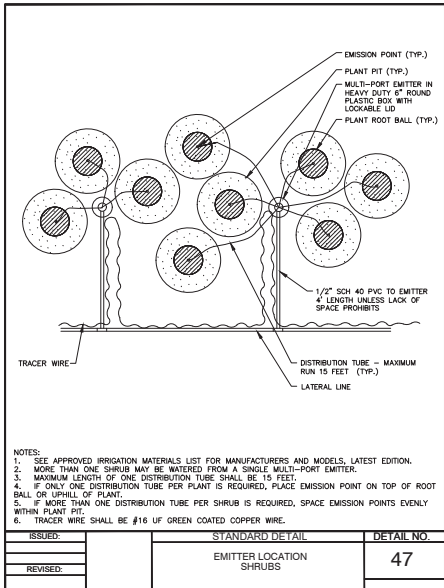 EMISSION POINT (TYP.)
PLANT PIT (TYP.)
MULTI-PORT EMITTER IN
HEAVY DUTY 6" ROUND
PLASTIC BOX WITH
LOCKABLE LID
PLANT ROOT BALL (TYP.)
1/2" SCH 40 PVC TO EMITTER
4' LENGTH UNLESS LACK OF
SPACE PROHIBITS
TRACER WIRE
DISTRIBUTION TUBE - MAXIMUM
RUN 15 FEET (TYP.)
LATERAL LINE
NOTES:
1. SEE APPROVED IRRIGATION MATERIALS LIST FOR MANUFACTURERS AND MODELS, LATEST EDITION.
2. MORE THAN ONE SHRUB MAY BE WATERED FROM A SINGLE MULTI-PORT EMITTER.
3. MAXIMUM LENGTH OF ONE DISTRIBUTION TUBE SHALL BE 15 FEET.
4. IF ONLY ONE DISTRIBUTION TUBE PER PLANT IS REQUIRED, PLACE EMISSION POINT ON TOP OF ROOT
BALL OR UPHILL OF PLANT.
5. IF MORE THAN ONE DISTRIBUTION TUBE PER SHRUB IS REQUIRED, SPACE EMISSION POINTS EVENLY
WITHIN PLANT PIT.
6. TRACER WIRE SHALL BE #16 UF GREEN COATED COPPER WIRE.
ISSUED:
REVISED:
STANDARD DETAIL
EMITTER LOCATION
SHRUBS
DETAIL NO.
47